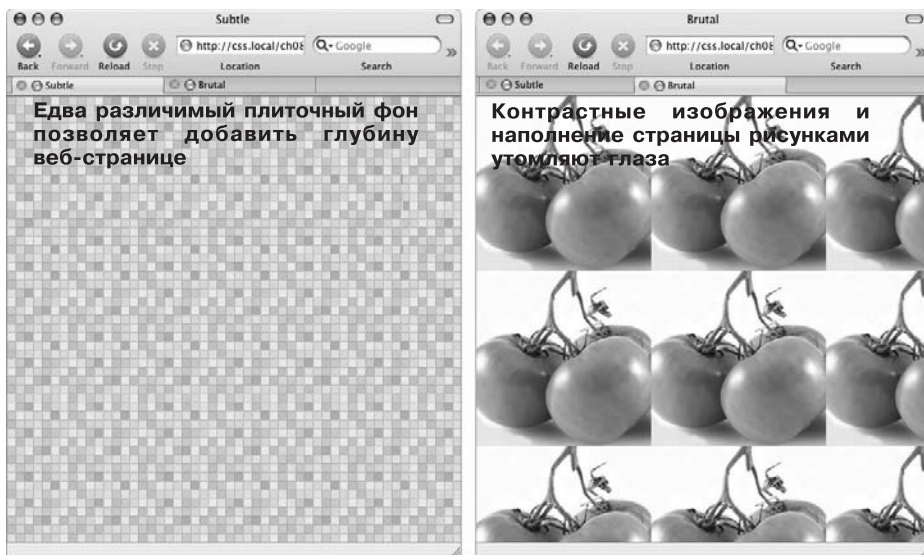 Subtle
http://css.local/ch08
Google
Back Forward Reload Stop Location Search
Subtle Brutal
Едва различимый плиточный фон
позволяет добавить глубину
веб-странице
Brutal
http://css.local/ch08
Google
Back Forward Reload Stop Location Search
Subtle Brutal
Контрастные изображения и
наполнение страницы рисунками
утомляют глаза